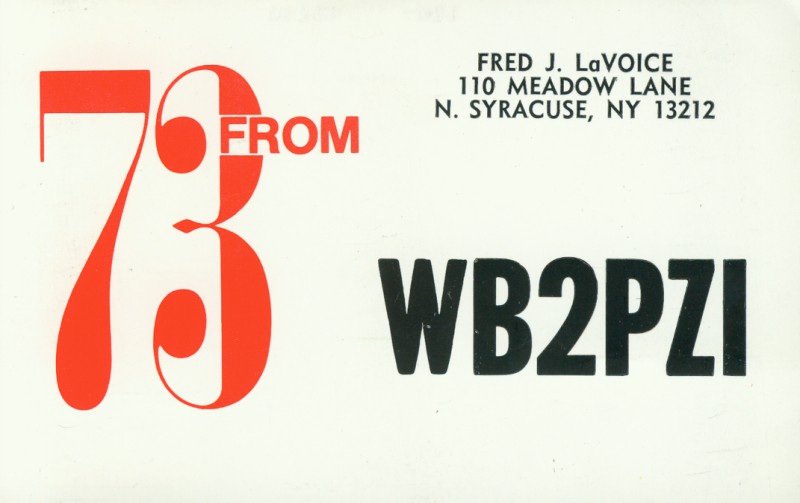 73 FROM
FRED J. LaVOICE
110 MEADOW LANE
N. SYRACUSE, NY 13212
WB2PZI